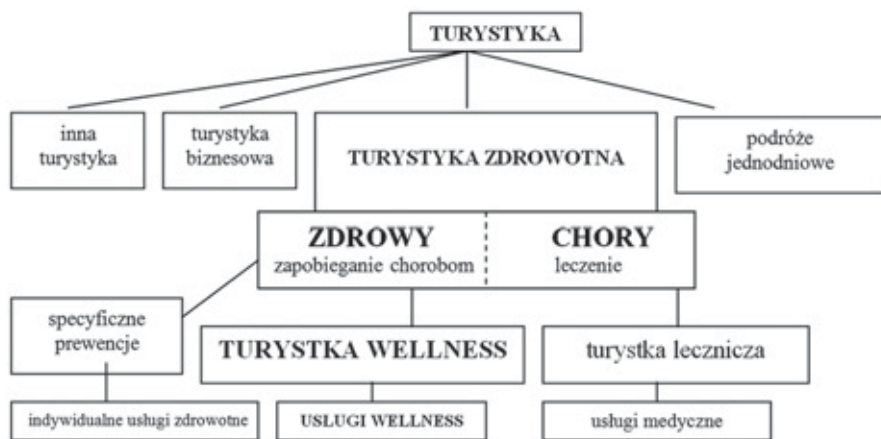 TURYSTYKA
inna
turystyka
turystyka
biznesowa
TURYSTYKA ZDROWOTNA
podróże
jednodniowe
ZDROWY
zapobieganie chorobom
CHORY
leczenie
specyficzne
prewencje
TURYSTKA WELLNESS
turystka lecznicza
indywidualne usługi zdrowotne
USLUGI WELLNESS
usługi medyczne